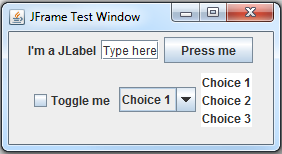 JFrame Test Window
I'm a JLabel Type here Press me
Toggle me Choice 1 Choice 1
Choice 2
Choice 3